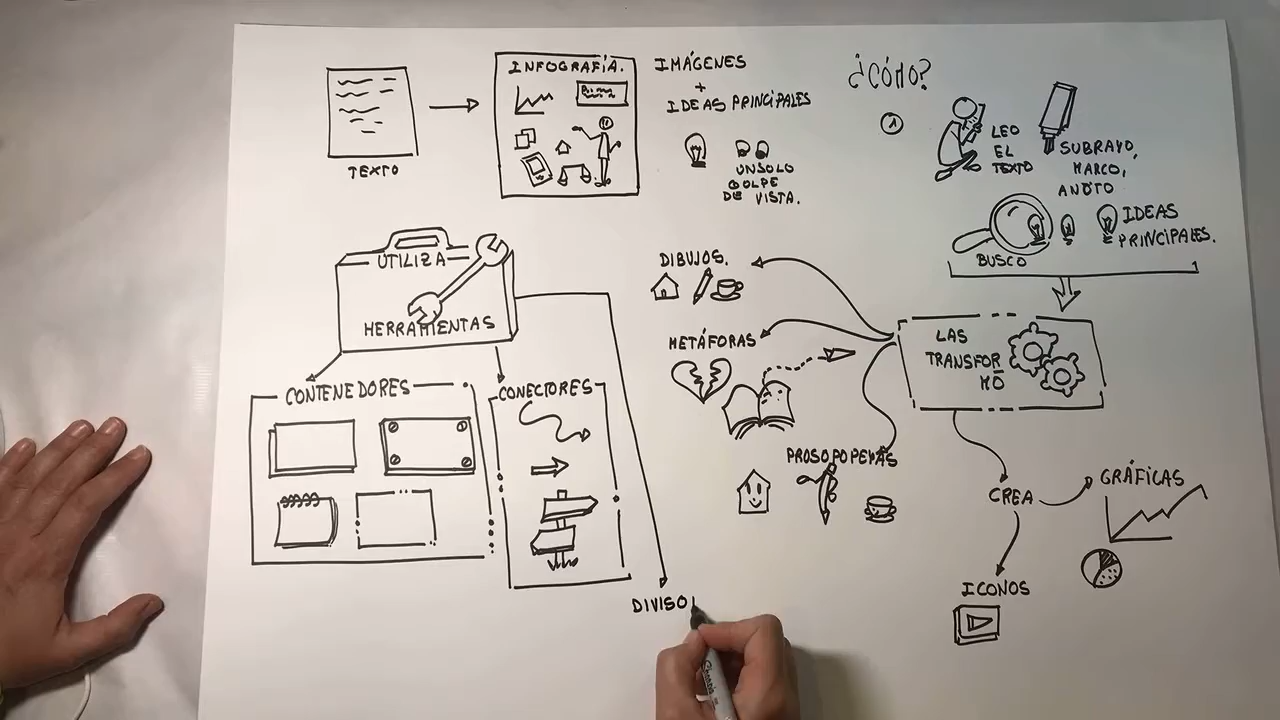 TEXTO
INFOGRAFÍA.
IMÁGENES
+
IDEAS PRINCIPALES
UN SOLO
GOLPE
DE VISTA.
¿CÓMO?
1
LEO
EL
TEXTO
SUBRAYO,
MARCO,
ANOTO
BUSCO
IDEAS
PRINCIPALES.
UTILIZA
HERRAMIENTAS
CONTENEDORES
CONECTORES
DIVISO
DIBUJOS.
METÁFORAS
PROSOPOPEYAS
LAS
TRANSFOR
MO
CREA
GRÁFICAS
ICONOS